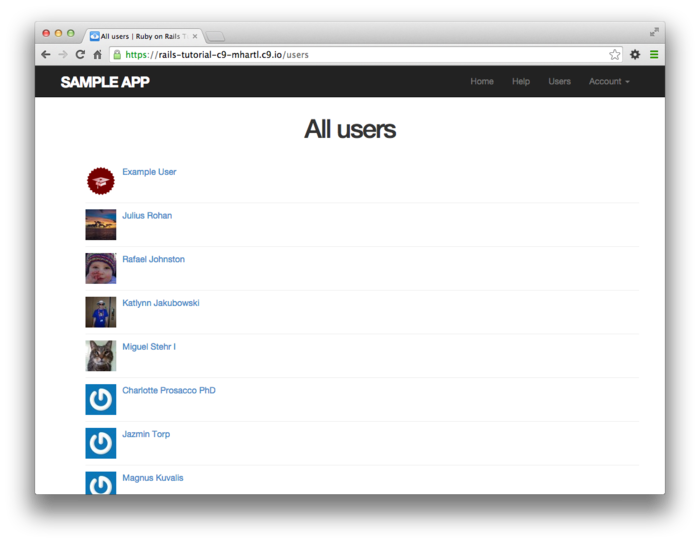 All users | Ruby on Rails T
https://rails-tutorial-c9-mhartl.c9.io/users
SAMPLE APP Home Help Users Account
All users
Example User
Julius Rohan
Rafael Johnston
Katlynn Jakubowski
Miguel Stehr I
Charlotte Prosacco PhD
Jazmin Torp
Magnus Kuvalis